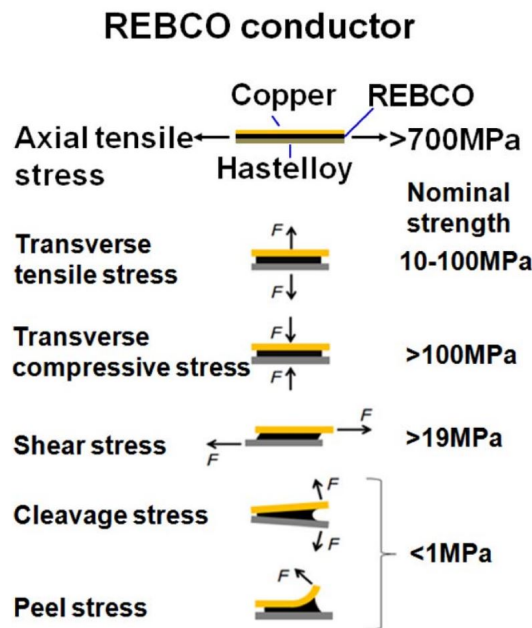 REBCO conductor
Copper REBCO
Axial tensile stress >700MPa
Hastelloy
Nominal strength
Transverse tensile stress F F 10-100MPa
Transverse compressive stress F F >100MPa
Shear stress F F >19MPa
Cleavage stress F F
<1MPa
Peel stress F